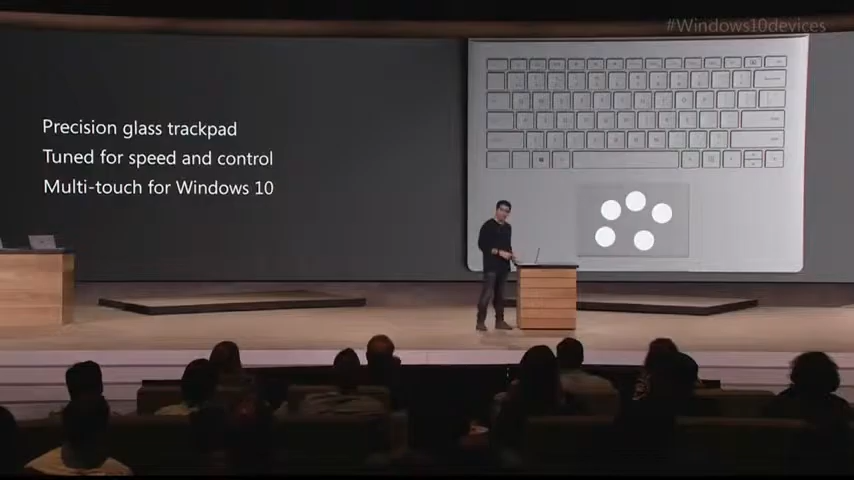 #Windows10devices
Precision glass trackpad
Tuned for speed and control
Multi-touch for Windows 10